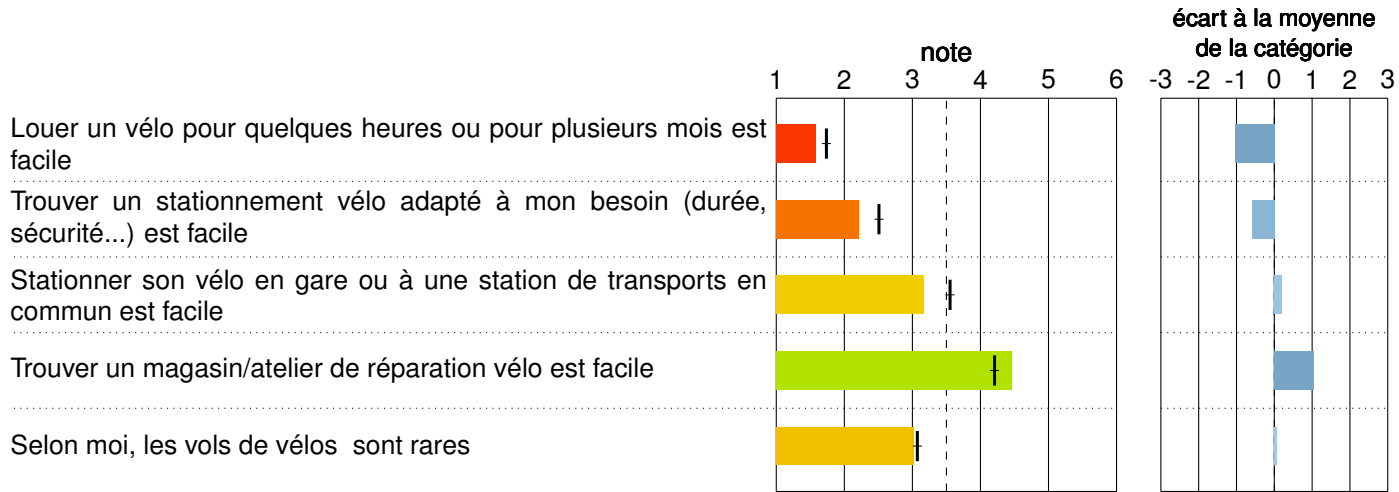 écart à la moyenne
de la catégorie
note
1 2 3 4 5 6
-3 -2 -1 0 1 2 3
Louer un vélo pour quelques heures ou pour plusieurs mois est
facile
Trouver un stationnement vélo adapté à mon besoin (durée,
sécurité...) est facile
Stationner son vélo en gare ou à une station de transports en
commun est facile
Trouver un magasin/atelier de réparation vélo est facile
Selon moi, les vols de vélos sont rares